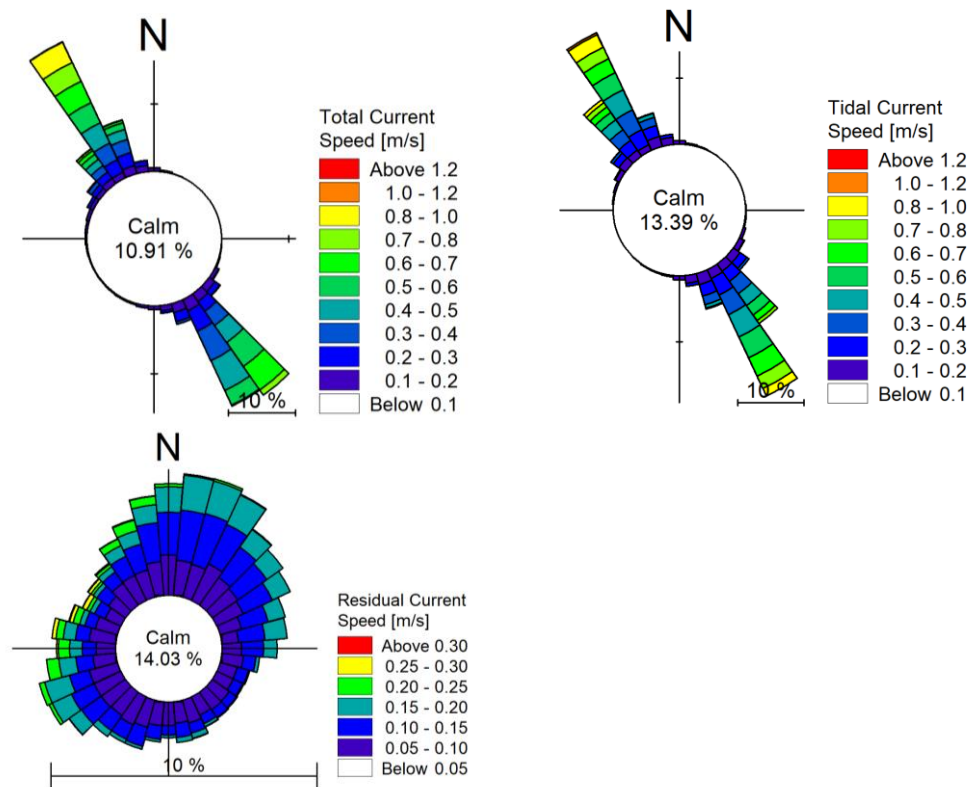 N
Calm
10.91 %
10 %
Total Current
Speed [m/s]
Above 1.2
1.0 - 1.2
0.8 - 1.0
0.7 - 0.8
0.6 - 0.7
0.5 - 0.6
0.4 - 0.5
0.3 - 0.4
0.2 - 0.3
0.1 - 0.2
Below 0.1
N
Calm
13.39 %
10 %
Tidal Current
Speed [m/s]
Above 1.2
1.0 - 1.2
0.8 - 1.0
0.7 - 0.8
0.6 - 0.7
0.5 - 0.6
0.4 - 0.5
0.3 - 0.4
0.2 - 0.3
0.1 - 0.2
Below 0.1
N
Calm
14.03 %
10 %
Residual Current
Speed [m/s]
Above 0.30
0.25 - 0.30
0.20 - 0.25
0.15 - 0.20
0.10 - 0.15
0.05 - 0.10
Below 0.05